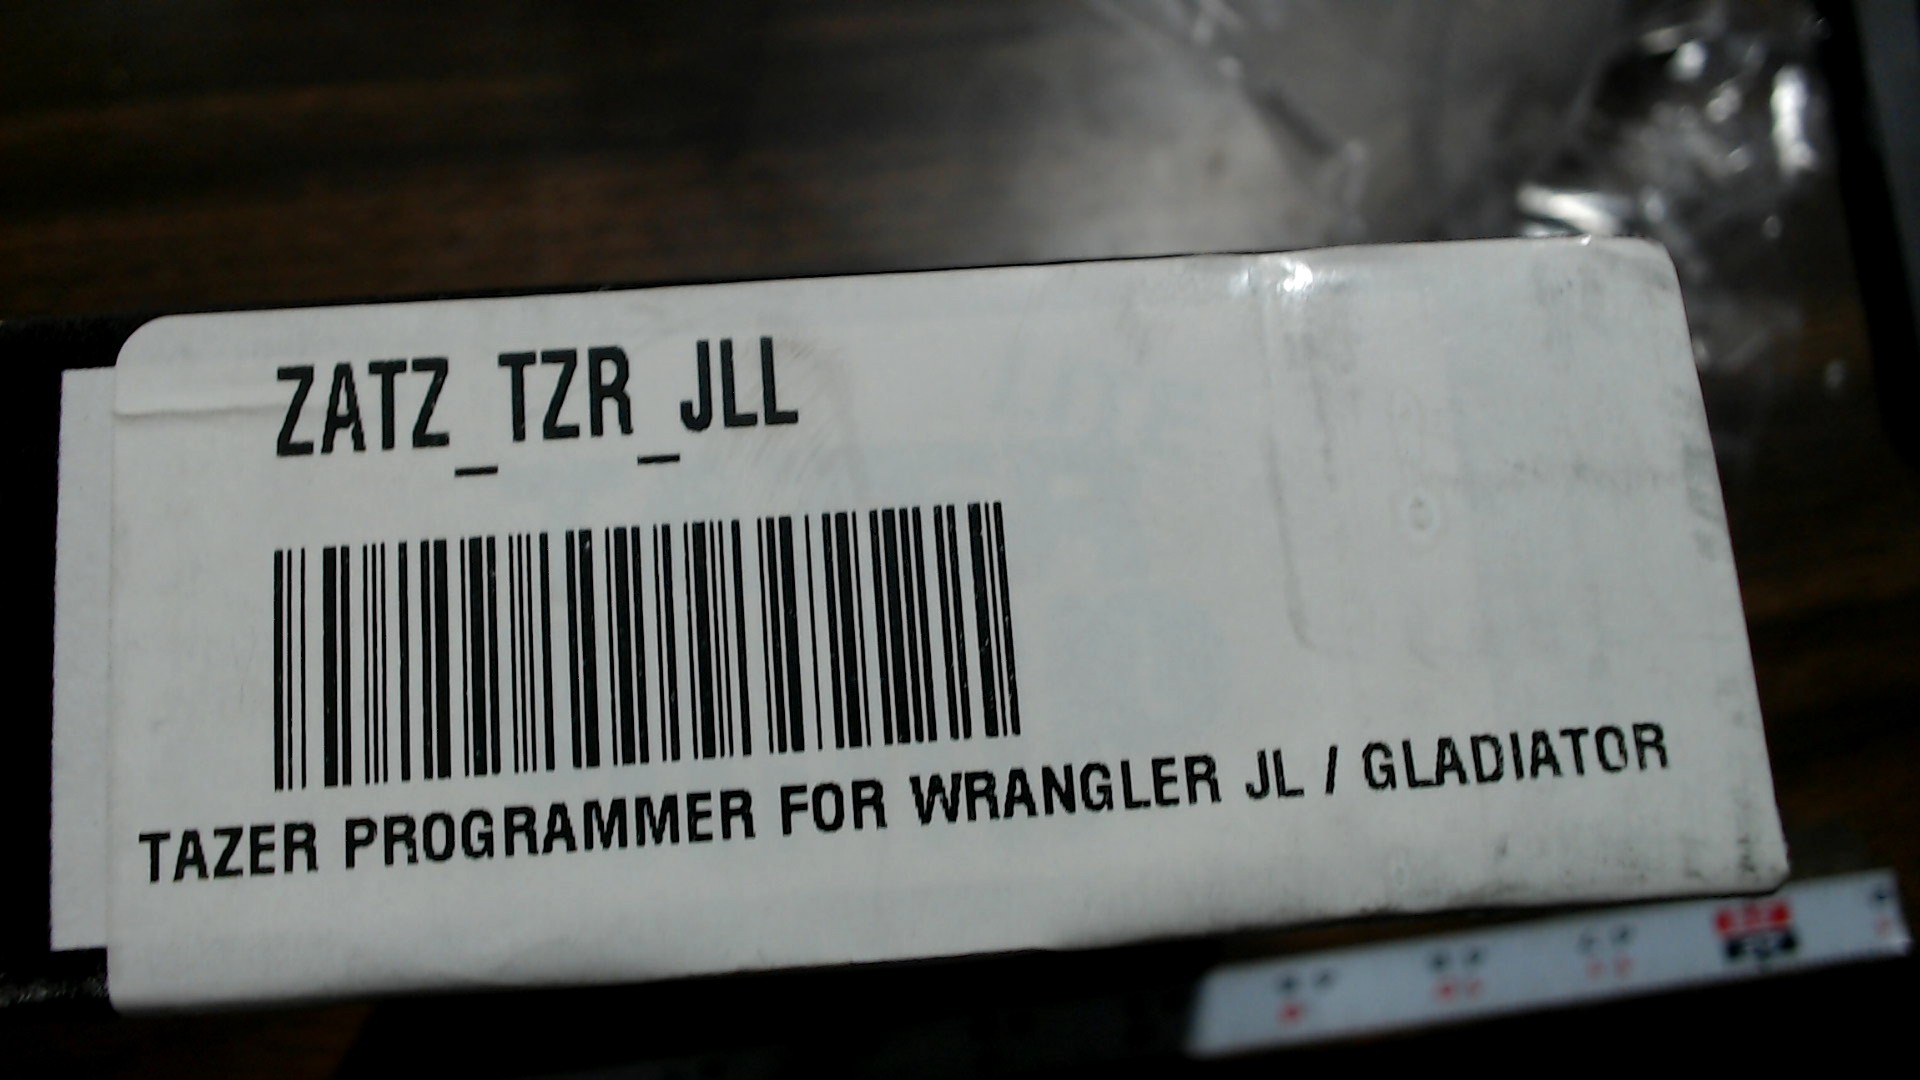 ZATZ_TZR_JLL
TAZER PROGRAMMER FOR WRANGLER JL / GLADIATOR